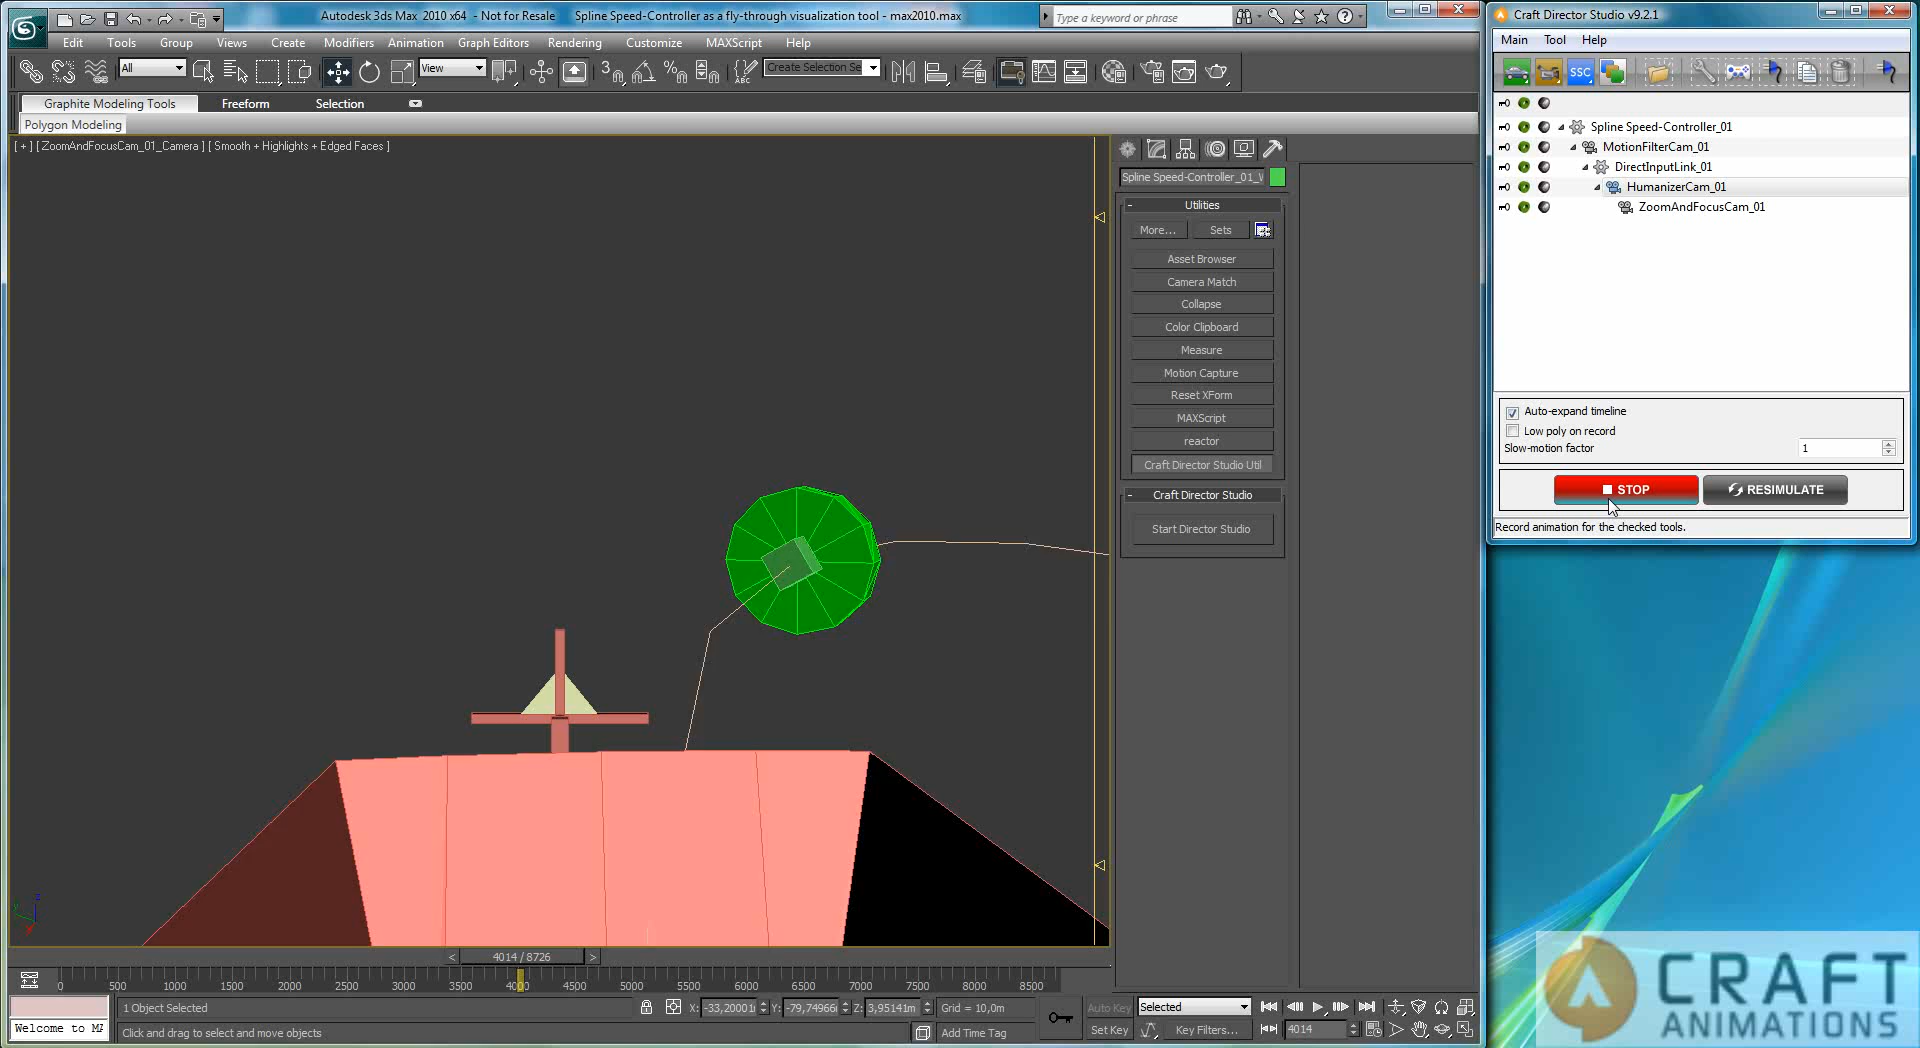 Autodesk 3ds Max 2010 x64 - Not for Resale Spline Speed-Controller as a fly-through visualization tool - max2010.max
Type a keyword or phrase
Edit Tools Group Views Create Modifiers Animation Graph Editors Rendering Customize MAXScript Help
All
View
3
ABC
Create Selection Se
Graphite Modeling Tools Freeform Selection
Polygon Modeling
[ + ] [ ZoomAndFocusCam_01_Camera ] [ Smooth + Highlights + Edged Faces ]
Spline Speed-Controller_01_
- Utilities
More... Sets
Asset Browser
Camera Match
Collapse
Color Clipboard
Measure
Motion Capture
Reset XForm
MAXScript
reactor
Craft Director Studio Util
- Craft Director Studio
Start Director Studio
< 4014 / 8726 >
0 500 1000 1500 2000 2500 3000 3500 4000 4500 5000 5500 6000 6500 7000 7500 8000 8500
1 Object Selected
X: -33,2000 Y: -79,7496 Z: 3,95141m Grid = 10,0m
Auto Key Selected
Welcome to
Click and drag to select and move objects
Add Time Tag
Set Key Key Filters... 4014
Craft Director Studio v9.2.1
Main Tool Help
SSC
Spline Speed-Controller_01
MotionFilterCam_01
DirectInputLink_01
HumanizerCam_01
ZoomAndFocusCam_01
Auto-expand timeline
Low poly on record
Slow-motion factor 1
STOP RESIMULATE
Record animation for the checked tools.
CRAFT
ANIMATIONS